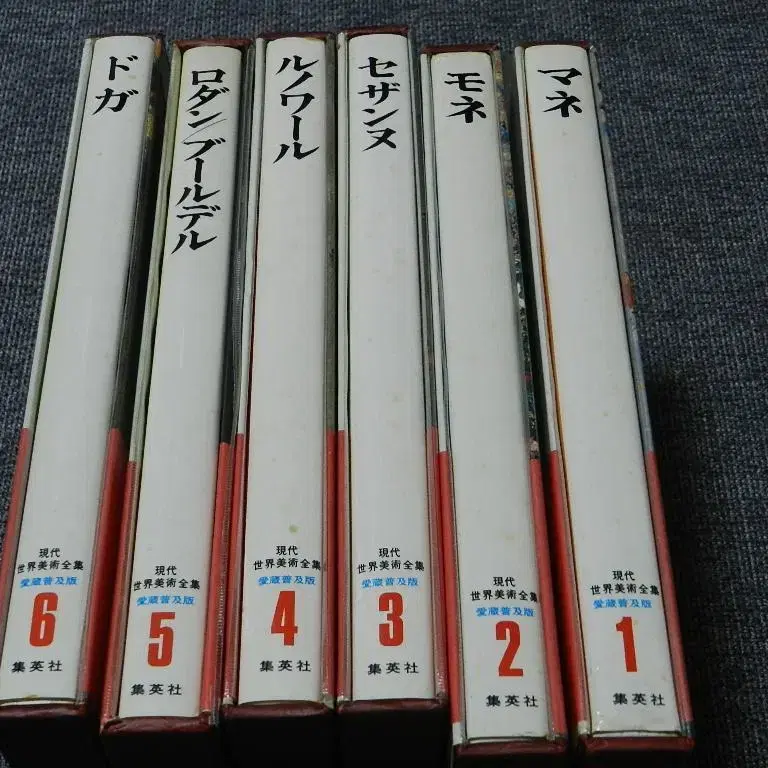 マネ
現代
世界美術全集
愛蔵普及版
1
集英社
モネ
現代
世界美術全集
愛蔵普及版
2
集英社
セザンヌ
現代
世界美術全集
愛蔵普及版
3
集英社
ルノワール
現代
世界美術全集
愛蔵普及版
4
集英社
ロダン/ブールデル
現代
世界美術全集
愛蔵普及版
5
集英社
ドガ
現代
世界美術全集
愛蔵普及版
6
集英社